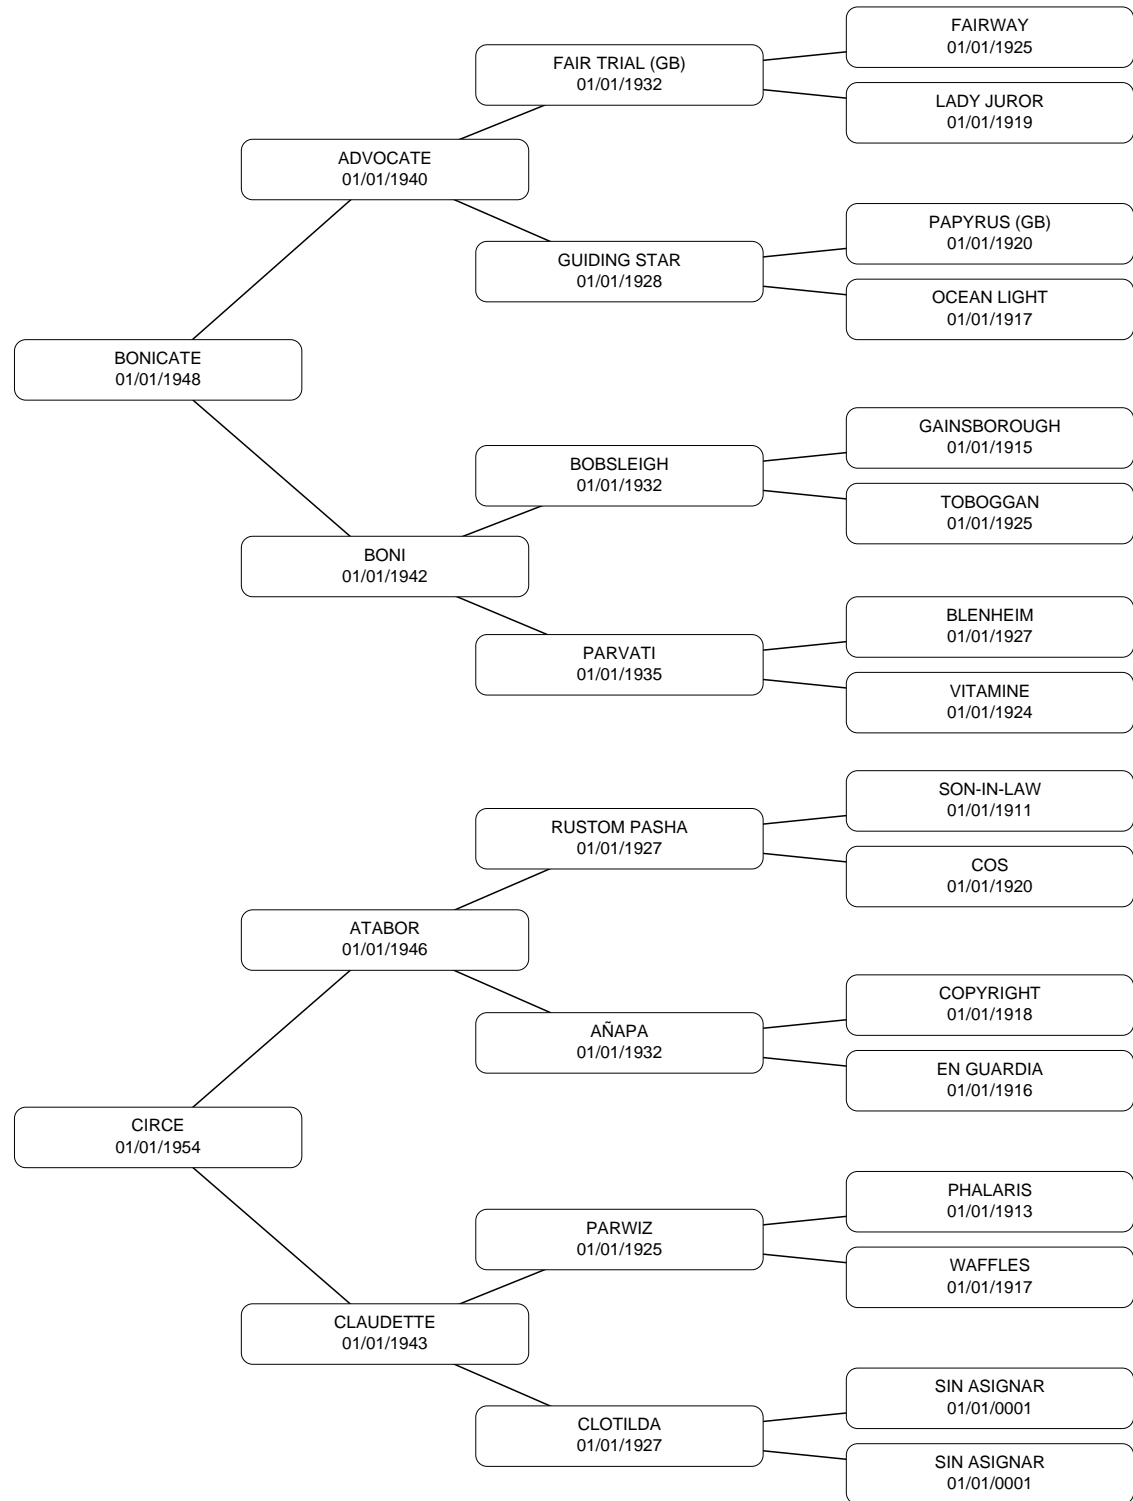 FAIRWAY
01/01/1925
FAIR TRIAL (GB)
01/01/1932
LADY JUROR
01/01/1919
ADVOCATE
01/01/1940
PAPYRUS (GB)
01/01/1920
GUIDING STAR
01/01/1928
OCEAN LIGHT
01/01/1917
BONICATE
01/01/1948
GAINSBOROUGH
01/01/1915
BOBSLEIGH
01/01/1932
TOBOGGAN
01/01/1925
BONI
01/01/1942
BLENHEIM
01/01/1927
PARVATI
01/01/1935
VITAMINE
01/01/1924
SON-IN-LAW
01/01/1911
RUSTOM PASHA
01/01/1927
COS
01/01/1920
ATABOR
01/01/1946
COPYRIGHT
01/01/1918
AÑAPA
01/01/1932
EN GUARDIA
01/01/1916
CIRCE
01/01/1954
PHALARIS
01/01/1913
PARWIZ
01/01/1925
WAFFLES
01/01/1917
CLAUDETTE
01/01/1943
SIN ASIGNAR
01/01/0001
CLOTILDA
01/01/1927
SIN ASIGNAR
01/01/0001